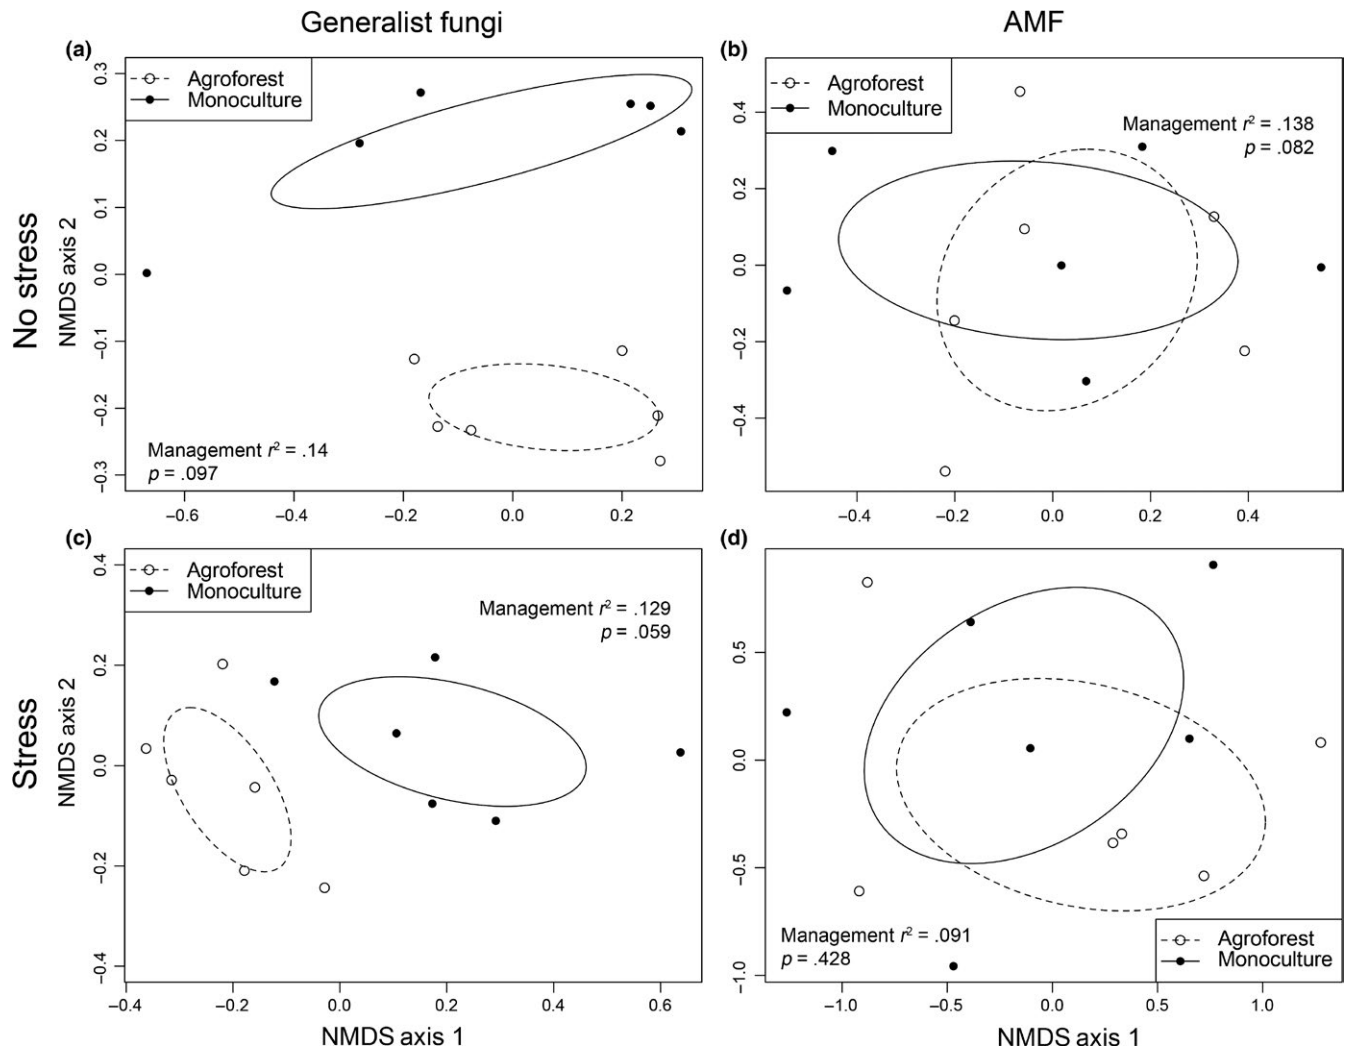 Generalist fungi
AMF
No stress
Stress
(a)
Agroforest
Monoculture
Management r² = .14
p = .097
NMDS axis 2
0.3
0.2
0.1
0.0
−0.1
−0.2
−0.3
−0.6
−0.4
−0.2
0.0
0.2
(b)
Agroforest
Monoculture
Management r² = .138
p = .082
0.4
0.2
0.0
−0.2
−0.4
−0.4
−0.2
0.0
0.2
0.4
(c)
Agroforest
Monoculture
Management r² = .129
p = .059
NMDS axis 2
0.4
0.2
0.0
−0.2
−0.4
−0.4
−0.2
0.0
0.2
0.4
0.6
NMDS axis 1
(d)
Management r² = .091
p = .428
Agroforest
Monoculture
0.5
0.0
−0.5
−1.0
−1.0
−0.5
0.0
0.5
1.0
NMDS axis 1